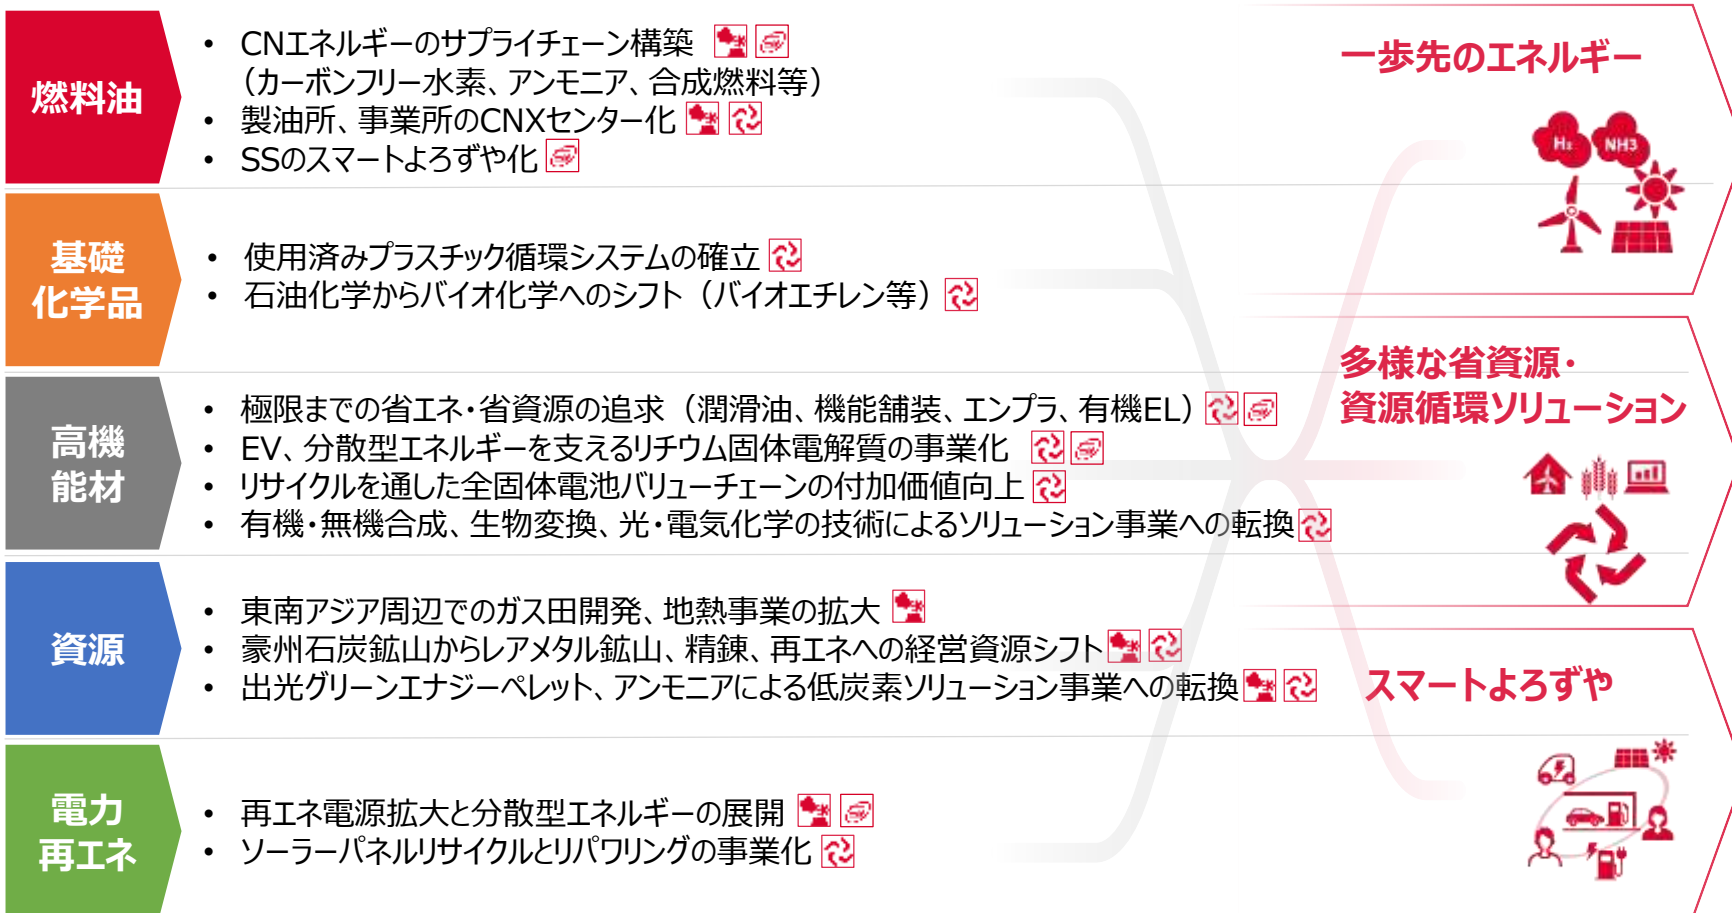 燃料油
• CNエネルギーのサプライチェーン構築
（カーボンフリー水素、アンモニア、合成燃料等）
• 製油所、事業所のCNXセンター化
• SSのスマートよろずや化
基礎
化学品
• 使用済みプラスチック循環システムの確立
• 石油化学からバイオ化学へのシフト（バイオエチレン等）
高機
能材
• 極限までの省エネ・省資源の追求（潤滑油、機能舗装、エンプラ、有機EL）
• EV、分散型エネルギーを支えるリチウム固体電解質の事業化
• リサイクルを通した全固体電池バリューチェーンの付加価値向上
• 有機・無機合成、生物変換、光・電気化学の技術によるソリューション事業への転換
資源
• 東南アジア周辺でのガス田開発、地熱事業の拡大
• 豪州石炭鉱山からレアメタル鉱山、精錬、再エネへの経営資源シフト
• 出光グリーンエナジーペレット、アンモニアによる低炭素ソリューション事業への転換
電力
再エネ
• 再エネ電源拡大と分散型エネルギーの展開
• ソーラーパネルリサイクルとリパワリングの事業化
一歩先のエネルギー
H₂ NH3
多様な省資源・
資源循環ソリューション
スマートよろずや